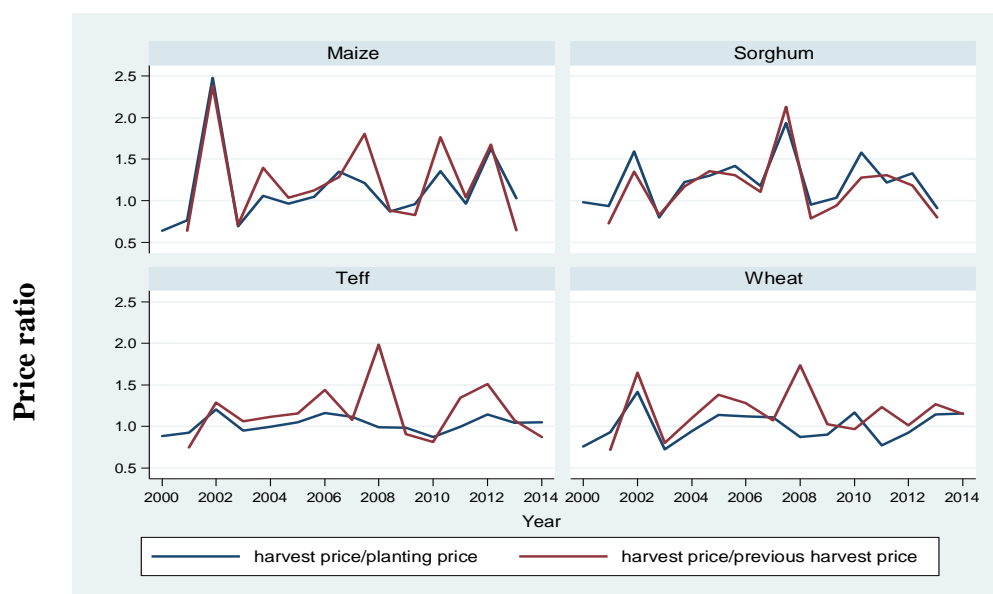 Maize
Sorghum
2.5
2.0
1.5
1.0
0.5
Teff
Wheat
2.5
2.0
1.5
1.0
0.5
Price ratio
2000 2002 2004 2006 2008 2010 2012 2014
2000 2002 2004 2006 2008 2010 2012 2014
Year
harvest price/planting price
harvest price/previous harvest price